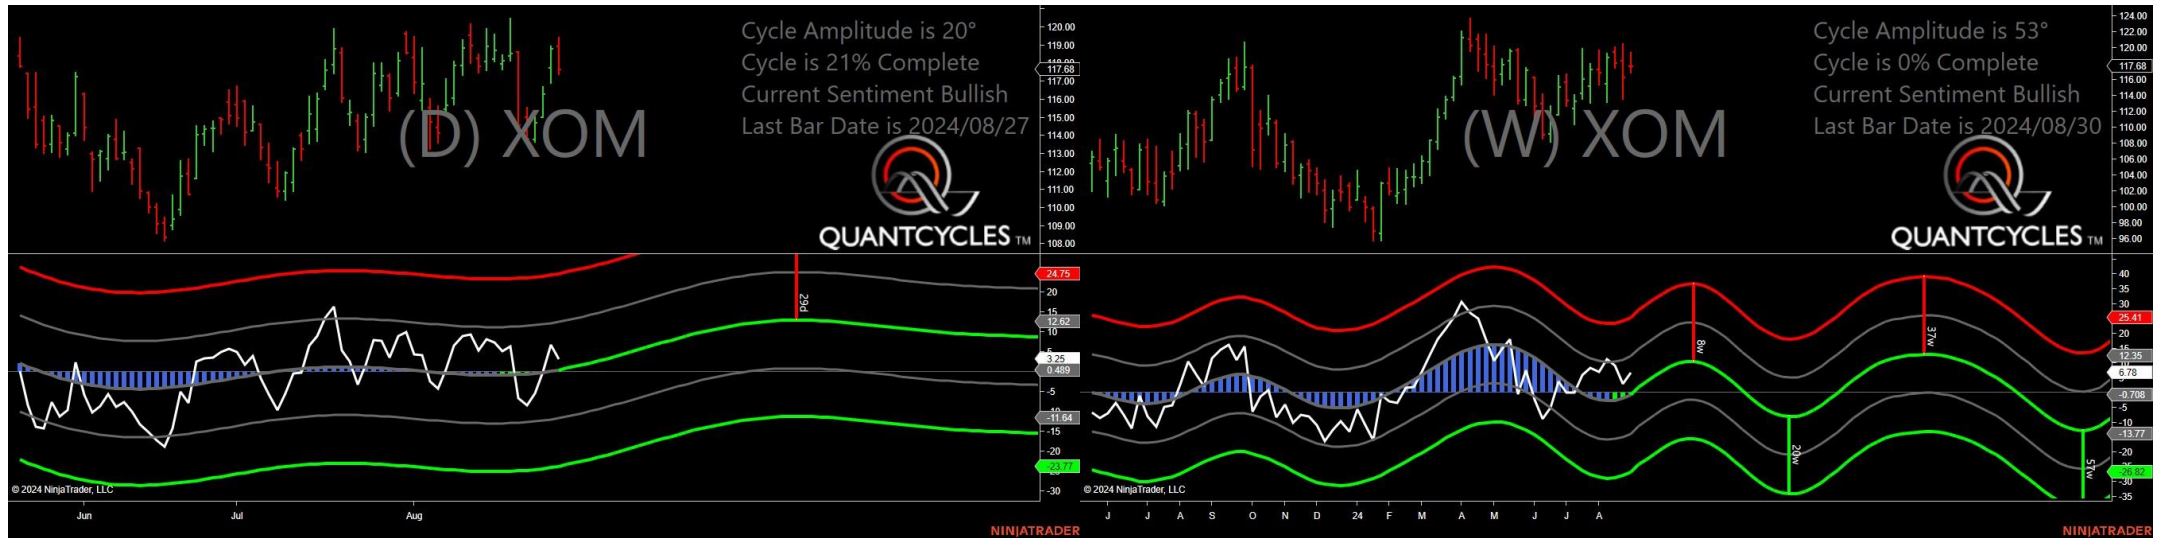 Cycle Amplitude is 20°
Cycle is 21% Complete
Current Sentiment Bullish
Last Bar Date is 2024/08/27
(D) XOM
QUANTCYCLES TM
120.00
119.00
117.68
117.00
116.00
115.00
114.00
113.00
112.00
111.00
110.00
109.00
108.00
29d
24.75
20
15
12.62
10
3.25
0.489
-5
-11.64
-15
-20
-23.77
-30
© 2024 NinjaTrader, LLC
Jun
Jul
Aug
NINJATRADER
Cycle Amplitude is 53°
Cycle is 0% Complete
Current Sentiment Bullish
Last Bar Date is 2024/08/30
(W) XOM
QUANTCYCLES TM
124.00
122.00
120.00
117.68
116.00
114.00
112.00
110.00
108.00
106.00
104.00
102.00
100.00
98.00
96.00
8w
20w
37w
57w
40
35
30
25.41
20
15
12.35
6.78
-0.708
-5
-10
-13.77
-20
-26.82
-30
-35
© 2024 NinjaTrader, LLC
J J A S O N D 24 F M A M J J A
NINJATRADER